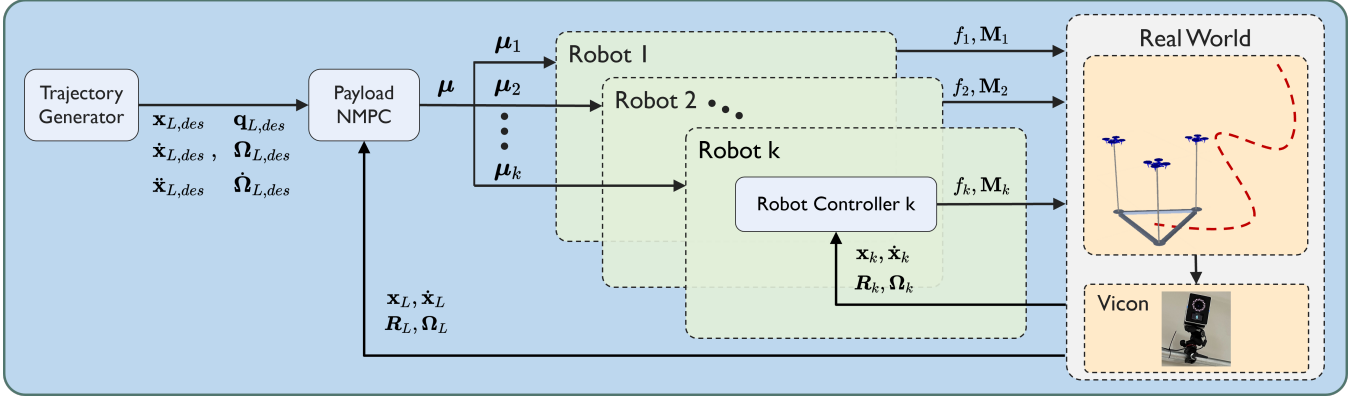 Trajectory
Generator
𝐱_{L,des} 𝐪_{L,des}
𝐱̇_{L,des} , 𝛀_{L,des}
𝐱̈_{L,des} 𝛀̇_{L,des}
Payload
NMPC
𝝁
𝝁_1
𝝁_2
𝝁_k
𝐱_L, 𝐱̇_L
𝑹_L, 𝛀_L
Robot 1
Robot 2
Robot k
Robot Controller k
𝐱_k, 𝐱̇_k
𝑹_k, 𝛀_k
f_1, 𝐌_1
f_2, 𝐌_2
f_k, 𝐌_k
Real World
Vicon